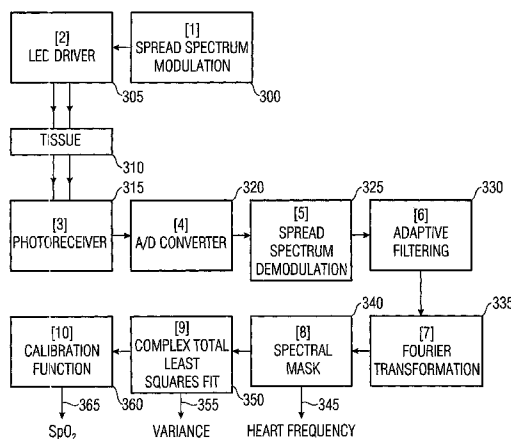 [2]
LED DRIVER
[1]
SPREAD SPECTRUM
MODULATION
305
300
TISSUE
310
315
[3]
PHOTORECEIVER
320
[4]
A/D CONVERTER
325
[5]
SPREAD
SPECTRUM
DEMODULATION
330
[6]
ADAPTIVE
FILTERING
335
[7]
FOURIER
TRANSFORMATION
340
[8]
SPECTRAL
MASK
[9]
COMPLEX TOTAL
LEAST
SQUARES FIT
350
[10]
CALIBRATION
FUNCTION
360
365
355
345
SpO₂
VARIANCE
HEART FREQUENCY